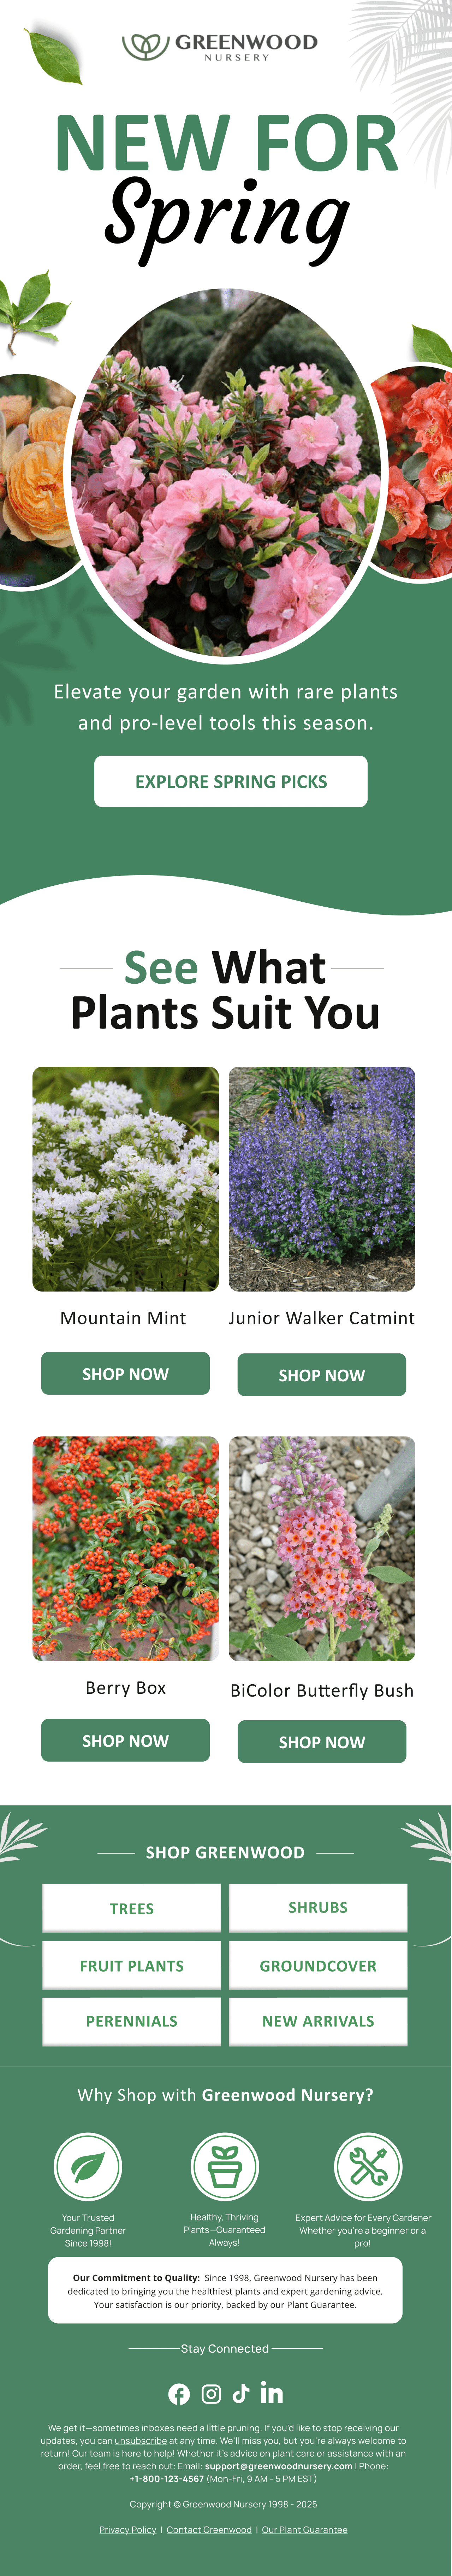 GREENWOOD
NURSERY
NEW FOR
Spring
Elevate your garden with rare plants
and pro-level tools this season.
EXPLORE SPRING PICKS
See What
Plants Suit You
Mountain Mint
Junior Walker Catmint
SHOP NOW
SHOP NOW
Berry Box
BiColor Butterfly Bush
SHOP NOW
SHOP NOW
SHOP GREENWOOD
TREES
SHRUBS
FRUIT PLANTS
GROUNDCOVER
PERENNIALS
NEW ARRIVALS
Why Shop with Greenwood Nursery?
Your Trusted
Gardening Partner
Since 1998!
Healthy, Thriving
Plants—Guaranteed
Always!
Expert Advice for Every Gardener
Whether you're a beginner or a
pro!
Our Commitment to Quality: Since 1998, Greenwood Nursery has been
dedicated to bringing you the healthiest plants and expert gardening advice.
Your satisfaction is our priority, backed by our Plant Guarantee.
Stay Connected
We get it—sometimes inboxes need a little pruning. If you'd like to stop receiving our
updates, you can unsubscribe at any time. We'll miss you, but you're always welcome to
return! Our team is here to help! Whether it's advice on plant care or assistance with an
order, feel free to reach out: Email: support@greenwoodnursery.com | Phone:
+1-800-123-4567 (Mon-Fri, 9 AM - 5 PM EST)
Copyright © Greenwood Nursery 1998 - 2025
Privacy Policy | Contact Greenwood | Our Plant Guarantee